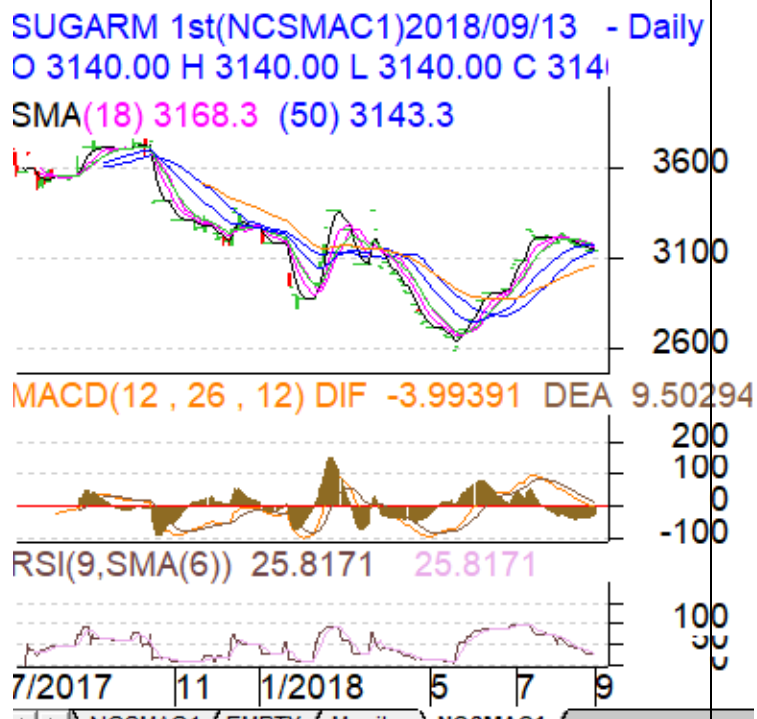 SUGARM 1st(NCSMAC1)2018/09/13 - Daily
O 3140.00 H 3140.00 L 3140.00 C 314
SMA(18) 3168.3 (50) 3143.3
3600
3100
2600
MACD(12 , 26 , 12) DIF -3.99391 DEA 9.50294
200
100
0
-100
RSI(9,SMA(6)) 25.8171 25.8171
100
7/2017 11 1/2018 5 7 9